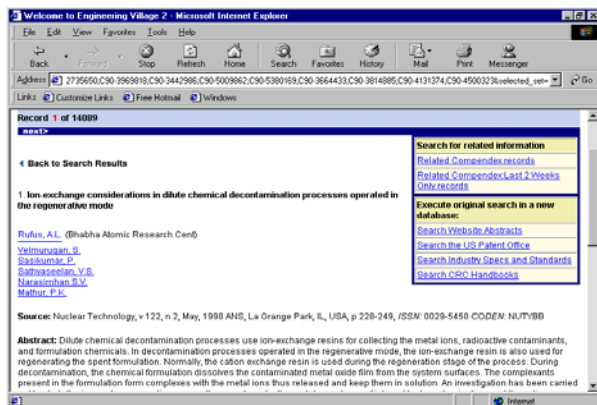 Welcome to Engineering Village 2 - Microsoft Internet Explorer
File Edit View Favorites Tools Help
Back Forward Stop Refresh Home Search Favorites History Mail Print Messenger
Address 2735650,C90-3969818,C90-3442986,C90-5009862,C90-5380169,C90-3664433,C90-3814885,C90-4131374,C90-4500323&selected_set= Go
Links Customize Links Free Hotmail Windows
Record 1 of 14089
next>
Back to Search Results
1. Ion-exchange considerations in dilute chemical decontamination processes operated in
the regenerative mode
Rufus, A.L. (Bhabha Atomic Research Cent)
Velmurugan, S.
Sasikumar, P.
Sathyaseelan, V.S.
Narasimhan S.V.
Mathur, P.K.
Search for related information
Related Compendex records
Related Compendex Last 2 Weeks
Only records
Execute original search in a new
database:
Search Website Abstracts
Search the US Patent Office
Search Industry Specs and Standards
Search CRC Handbooks
Source: Nuclear Technology, v 122, n 2, May, 1998 ANS, La Grange Park, IL, USA, p 228-249, ISSN: 0029-5450 CODEN: NUTYBB
Abstract: Dilute chemical decontamination processes use ion-exchange resins for collecting the metal ions, radioactive contaminants,
and formulation chemicals. In decontamination processes operated in the regenerative mode, the ion-exchange resin is also used for
regenerating the spent formulation. Normally, the cation exchange resin is used during the regeneration stage of the process. During
decontamination, the chemical formulation dissolves the contaminated metal oxide film from the system surfaces. The complexants
present in the formulation form complexes with the metal ions thus released and keep them in solution. An investigation has been carried
Internet